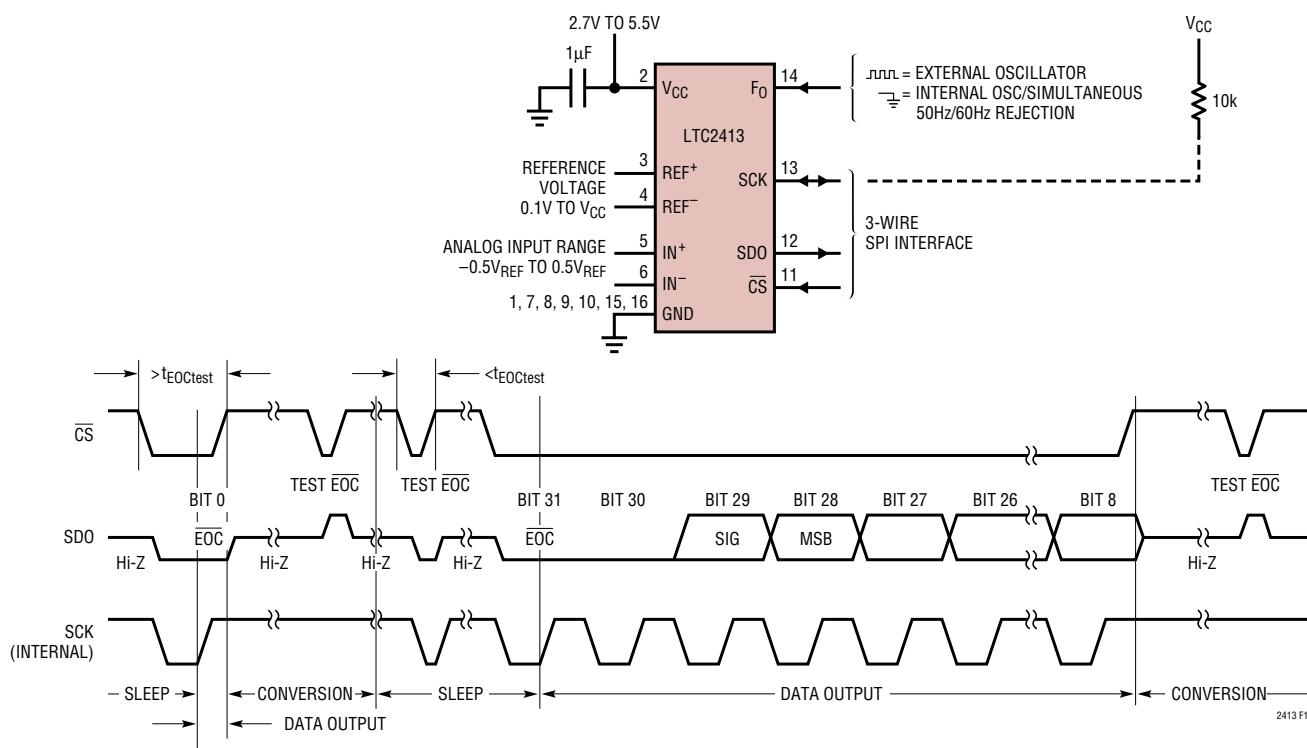 2.7V TO 5.5V
VCC
1µF
2
VCC
FO
14
= EXTERNAL OSCILLATOR
= INTERNAL OSC/SIMULTANEOUS
50Hz/60Hz REJECTION
10k
LTC2413
REFERENCE
VOLTAGE
0.1V TO VCC
3
REF+
4
REF−
SCK
13
3-WIRE
SPI INTERFACE
ANALOG INPUT RANGE
−0.5VREF TO 0.5VREF
5
IN+
6
IN−
SDO
12
CS
11
1, 7, 8, 9, 10, 15, 16
GND
>tEOCtest
<tEOCtest
CS
TEST EOC
TEST EOC
TEST EOC
BIT 0
BIT 31
BIT 30
BIT 29
BIT 28
BIT 27
BIT 26
BIT 8
SDO
EOC
EOC
SIG
MSB
Hi-Z
Hi-Z
Hi-Z
Hi-Z
Hi-Z
SCK
(INTERNAL)
SLEEP
CONVERSION
SLEEP
DATA OUTPUT
CONVERSION
DATA OUTPUT